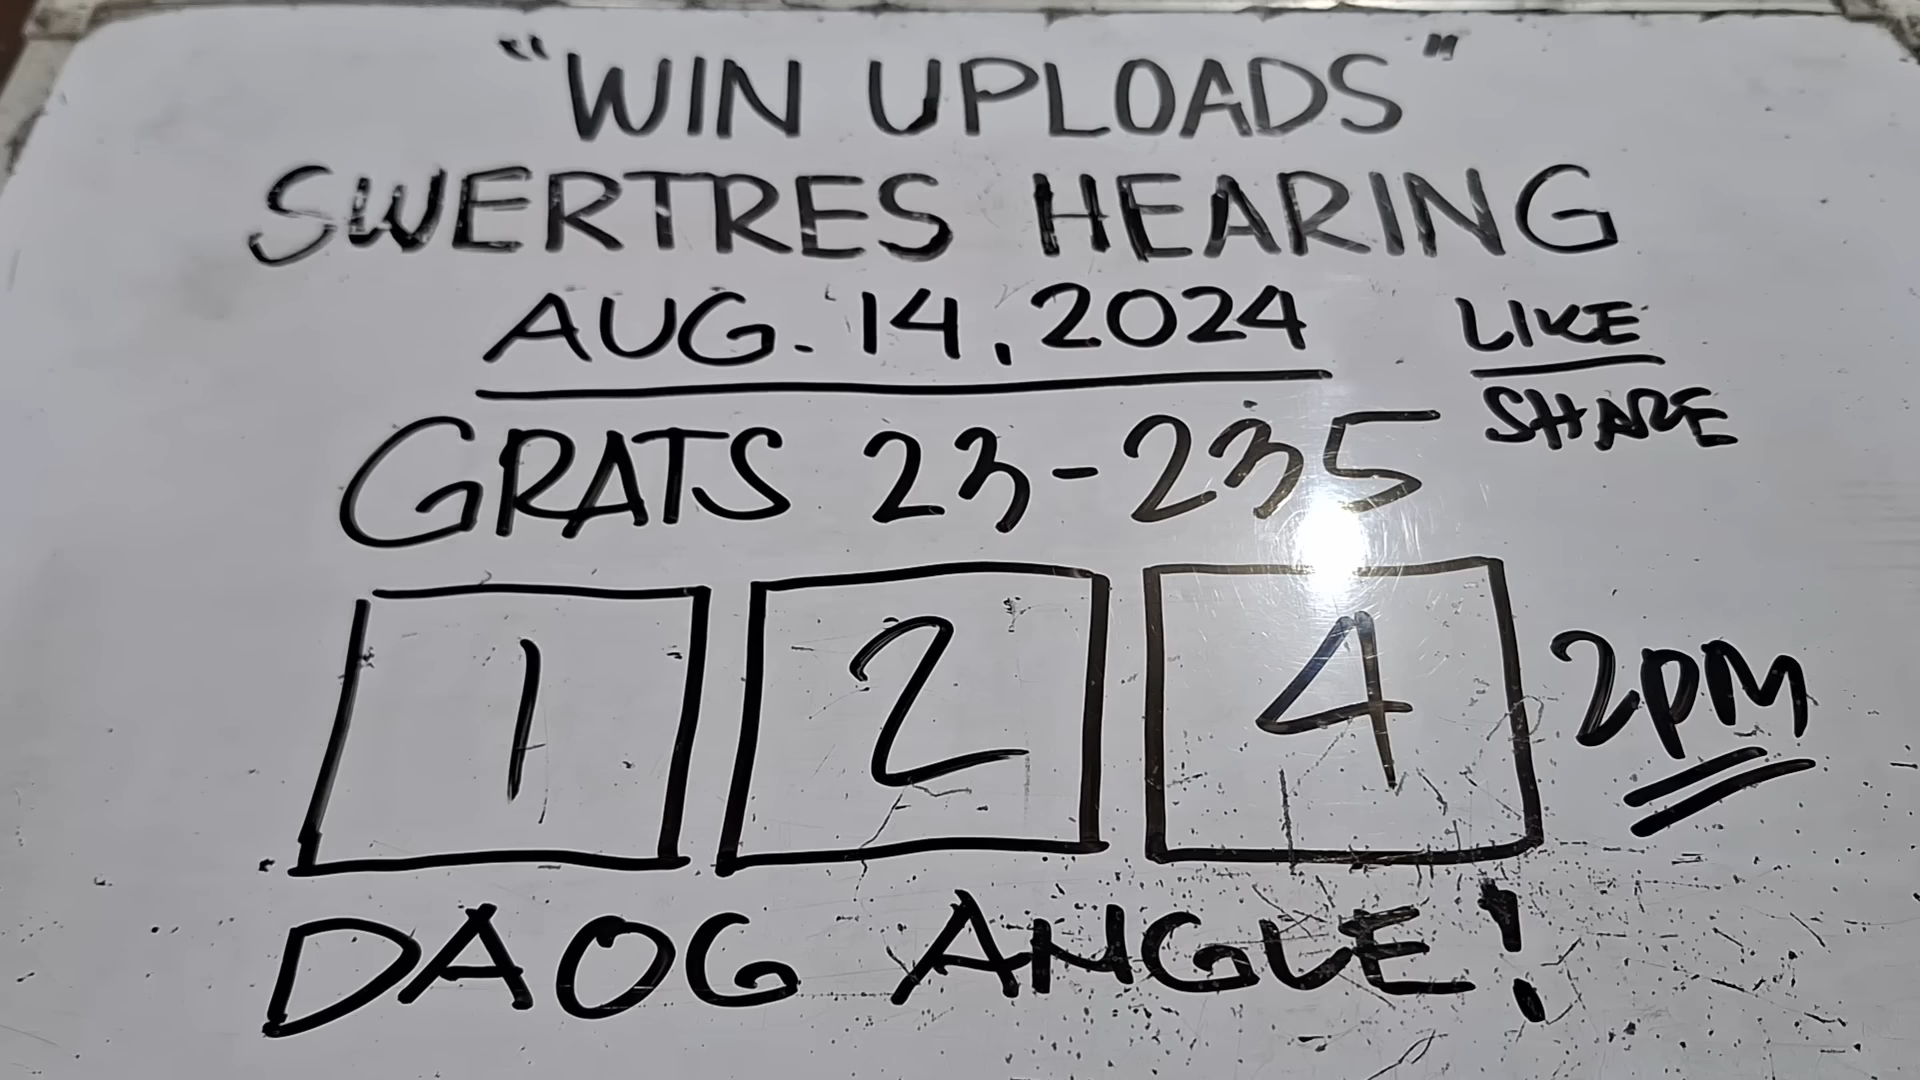 "WIN UPLOADS"
SWERTRES HEARING
AUG. 14, 2024
LIKE
SHARE
GRATS 23-235
1 2 4 2PM
DAOG ANGLE!